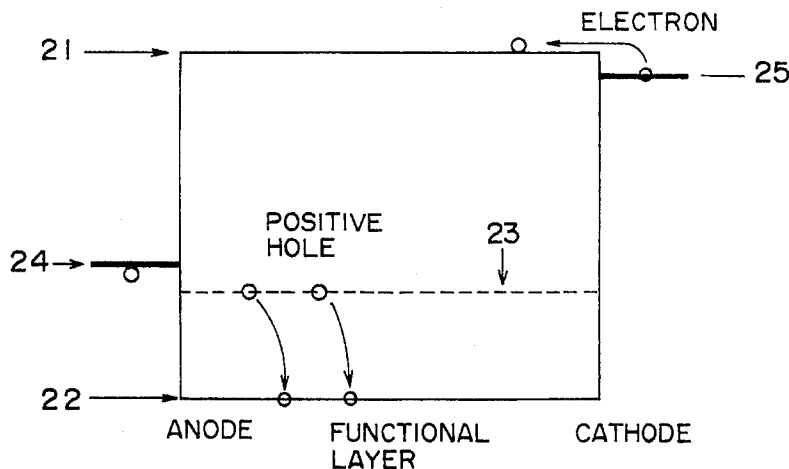 ELECTRON
21
25
POSITIVE
HOLE
23
24
22
ANODE
FUNCTIONAL
LAYER
CATHODE